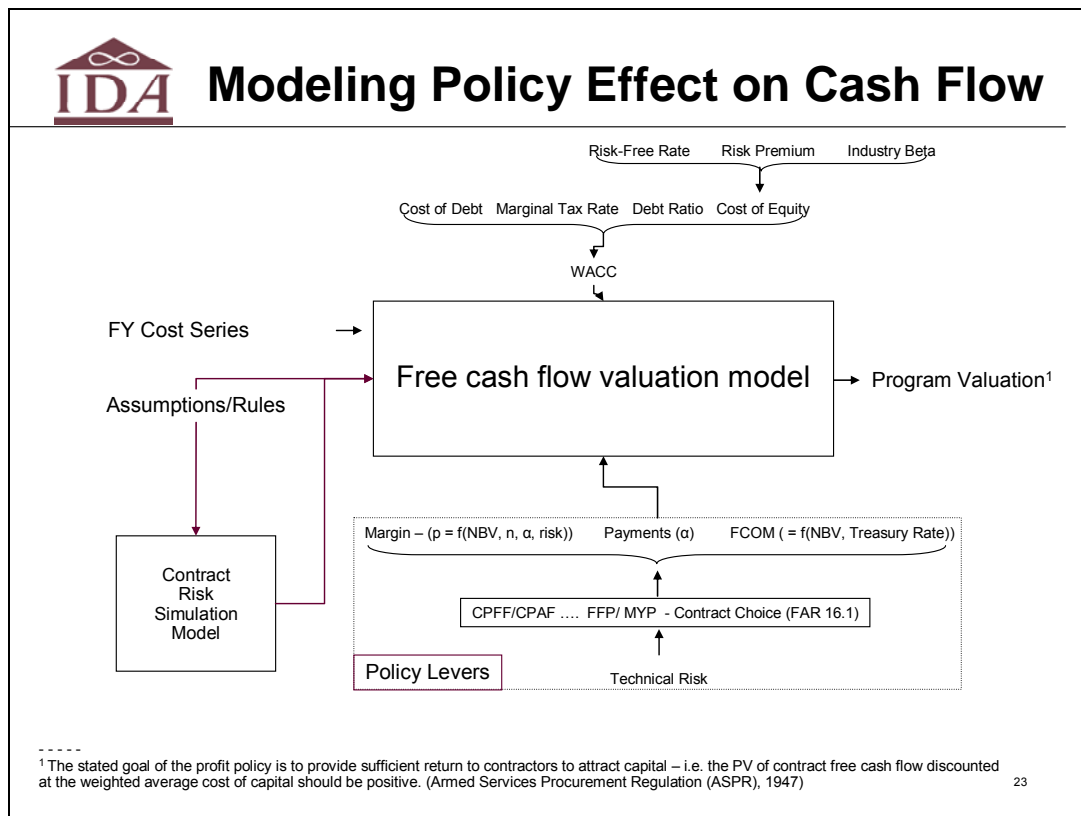 IDA
Modeling Policy Effect on Cash Flow
Risk-Free Rate Risk Premium Industry Beta
Cost of Debt Marginal Tax Rate Debt Ratio Cost of Equity
WACC
FY Cost Series
Free cash flow valuation model
Program Valuation1
Assumptions/Rules
Margin – (p = f(NBV, n, α, risk)) Payments (α) FCOM ( = f(NBV, Treasury Rate))
Contract
Risk
Simulation
Model
CPFF/CPAF …. FFP/ MYP - Contract Choice (FAR 16.1)
Policy Levers
Technical Risk
- - - - -
1 The stated goal of the profit policy is to provide sufficient return to contractors to attract capital – i.e. the PV of contract free cash flow discounted
at the weighted average cost of capital should be positive. (Armed Services Procurement Regulation (ASPR), 1947)
23